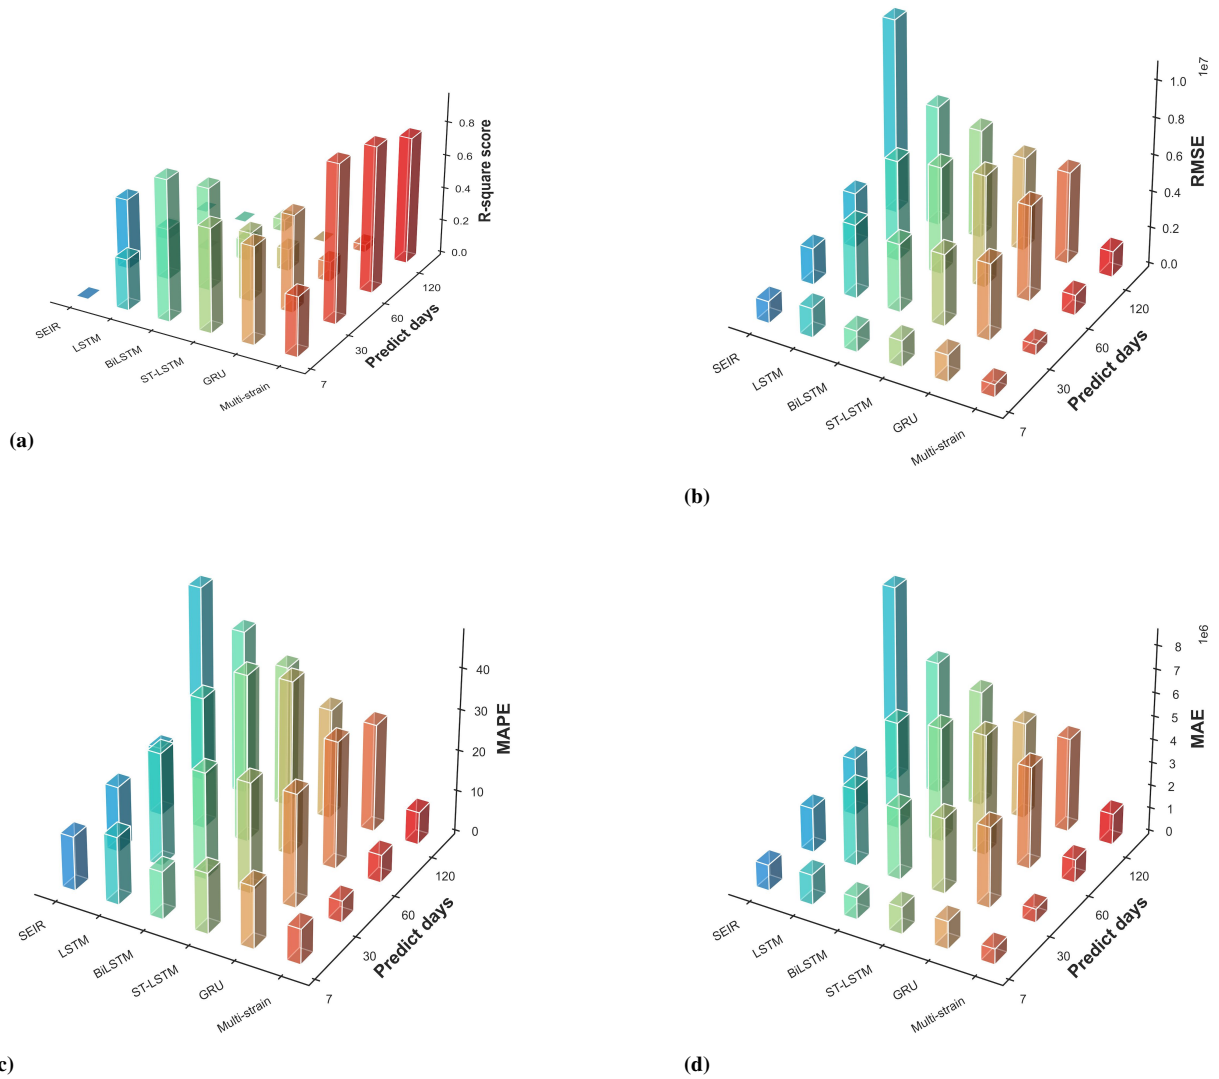 0.8
0.6
0.4
0.2
0.0
R-square score
120
60
30
7
Predict days
SEIR
LSTM
BiLSTM
ST-LSTM
GRU
Multi-strain
(a)
1e7
1.0
0.8
0.6
0.4
0.2
0.0
RMSE
120
60
30
7
Predict days
SEIR
LSTM
BiLSTM
ST-LSTM
GRU
Multi-strain
(b)
40
30
20
10
0
MAPE
120
60
30
7
Predict days
SEIR
LSTM
BiLSTM
ST-LSTM
GRU
Multi-strain
c)
1e6
8
7
6
5
4
3
2
1
0
MAE
120
60
30
7
Predict days
SEIR
LSTM
BiLSTM
ST-LSTM
GRU
Multi-strain
(d)